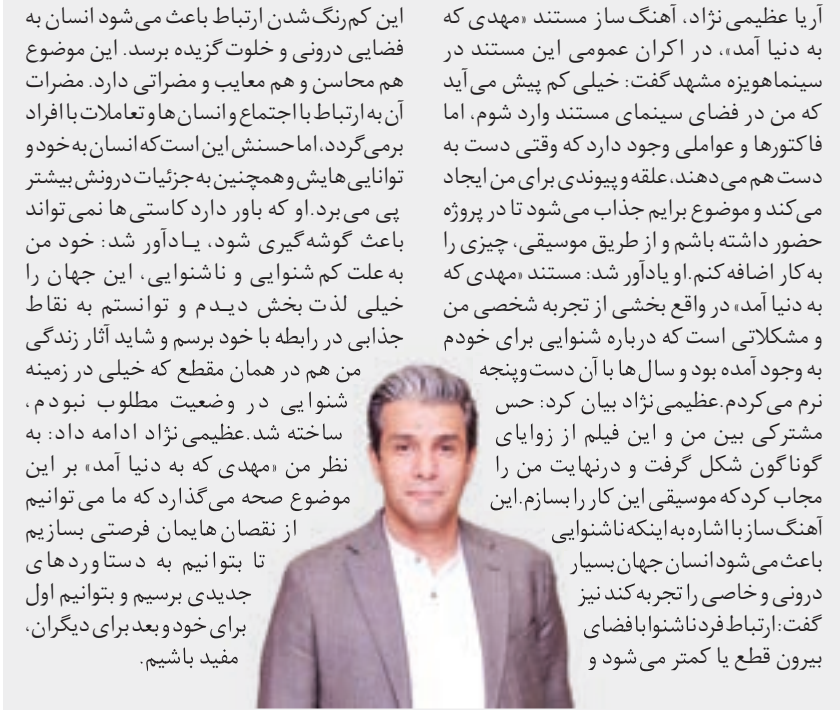 آریا عظیمی‌نژاد، آهنگ‌ساز مستند «مهدی که
به دنیا آمد»، در اکران عمومی این مستند در
سینماهویزه مشهد گفت: خیلی کم پیش می‌آید
که من در فضای سینمای مستند وارد شوم، اما
فاکتورها و عواملی وجود دارد که وقتی دست به
دست هم می‌دهند، علقه و پیوندی برای من ایجاد
می‌کند و موضوع برایم جذاب می‌شود تا در پروژه
حضور داشته باشم و از طریق موسیقی، چیزی را
به کار اضافه کنم.او یادآور شد: مستند «مهدی که
به دنیا آمد» در واقع بخشی از تجربه شخصی من
و مشکلاتی است که درباره شنوایی برای خودم
به وجود آمده بود و سال‌ها با آن دست‌وپنجه
نرم می‌کردم.عظیمی‌نژاد بیان کرد: حس
مشترکی بین من و این فیلم از زوایای
گوناگون شکل گرفت و درنهایت من را
مجاب کرد که موسیقی این کار را بسازم.این
آهنگ‌ساز با اشاره به اینکه ناشنوایی
باعث می‌شود انسان جهان بسیار
درونی و خاصی را تجربه کند نیز
گفت: ارتباط فرد ناشنوا با فضای
بیرون قطع یا کمتر می‌شود و
این کم‌رنگ شدن ارتباط باعث می‌شود انسان به
فضایی درونی و خلوت گزیده برسد. این موضوع
هم محاسن و هم معایب و مضراتی دارد. مضرات
آن به ارتباط با اجتماع و انسان‌ها و تعاملات با افراد
برمی‌گردد، اما حسنش این است که انسان به خود و
توانایی‌هایش و همچنین به جزئیات درونش بیشتر
پی می‌برد.او که باور دارد کاستی‌ها نمی‌تواند
باعث گوشه‌گیری شود، یـادآور شد: خود من
به علت کم شنوایی و ناشنوایی، این جهان را
خیلی لذت بخش دیـدم و توانستم به نقاط
جذابی در رابطه با خود برسم و شاید آثار زندگی
من هم در همان مقطع که خیلی در زمینه
شنوایی در وضعیت مطلوب نبودم،
ساخته شد.عظیمی‌نژاد ادامه داد: به
نظر من «مهدی که به دنیا آمد» بر این
موضوع صحه می‌گذارد که ما می‌توانیم
از نقصان‌هایمان فرصتی بسازیم
تا بتوانیم به دستاوردهای
جدیدی برسیم و بتوانیم اول
برای خود و بعد برای دیگران،
مفید باشیم.